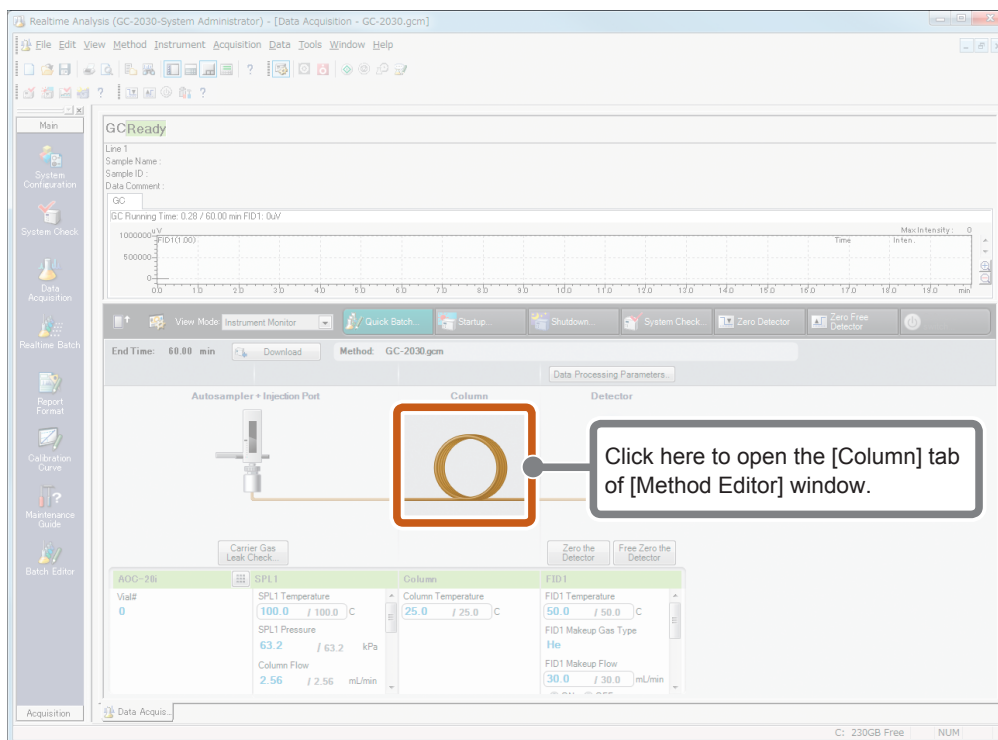 Realtime Analysis (GC-2030-System Administrator) - [Data Acquisition - GC-2030.gcm]
File Edit View Method Instrument Acquisition Data Tools Window Help
Main
System Configuration
System Check
Data Acquisition
Realtime Batch
Report Format
Calibration Curve
Maintenance Guide
Batch Editor
Acquisition
GC Ready
Line 1
Sample Name :
Sample ID :
Data Comment :
GC
GC Running Time: 0.28 / 60.00 min FID1: 0uV
uV
Max Intensity : 0
1000000 FID1(1.00) Time Inten.
500000
0
0.0 1.0 2.0 3.0 4.0 5.0 6.0 7.0 8.0 9.0 10.0 11.0 12.0 13.0 14.0 15.0 16.0 17.0 18.0 19.0 min
View Mode: Instrument Monitor Quick Batch... Startup... Shutdown... System Check... Zero Detector Zero Free Detector
End Time: 60.00 min Download Method: GC-2030.gcm
Data Processing Parameters...
Autosampler + Injection Port Column Detector
Click here to open the [Column] tab
of [Method Editor] window.
Carrier Gas Leak Check... Zero the Detector Free Zero the Detector
AOC-20i SPL1 Column FID1
Vial# SPL1 Temperature Column Temperature FID1 Temperature
0 100.0 / 100.0 C 25.0 / 25.0 C 50.0 / 50.0 C
SPL1 Pressure FID1 Makeup Gas Type
63.2 / 63.2 kPa He
Column Flow FID1 Makeup Flow
2.56 / 2.56 mL/min 30.0 / 30.0 mL/min
Data Acquis...
C: 230GB Free NUM